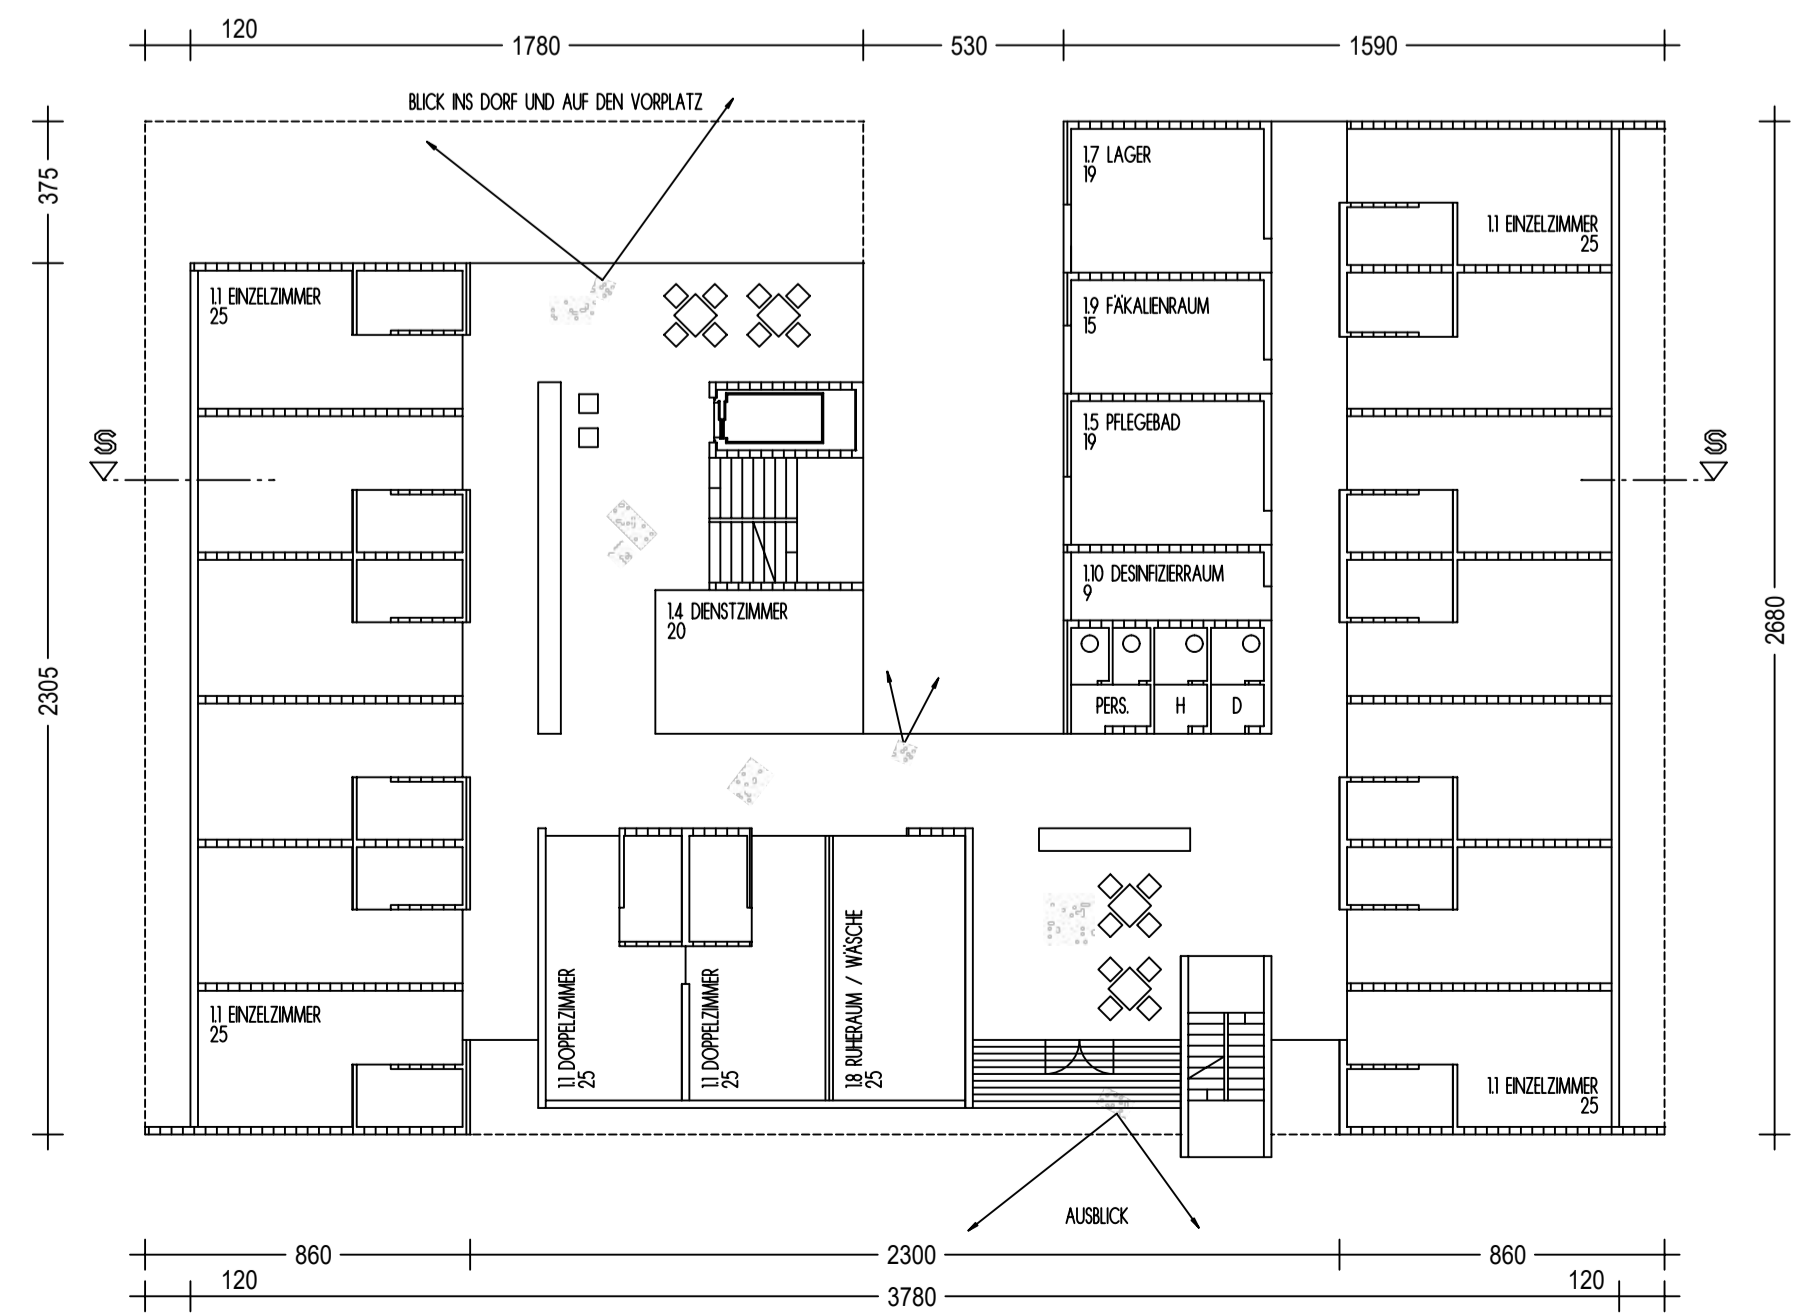 120
1780
530
1590
BLICK INS DORF UND AUF DEN VORPLATZ
375
2305
2680
1.7 LAGER
19
1.1 EINZELZIMMER
25
1.1 EINZELZIMMER
25
1.9 FÄKALIENRAUM
15
1.5 PFLEGEBAD
19
S
S
1.10 DESINFIZIERRAUM
9
1.4 DIENSTZIMMER
20
PERS.
H
D
1.1 DOPPELZIMMER
25
1.1 DOPPELZIMMER
25
1.8 RUHERAUM / WÄSCHE
25
1.1 EINZELZIMMER
25
1.1 EINZELZIMMER
25
AUSBLICK
860
2300
860
120
3780
120